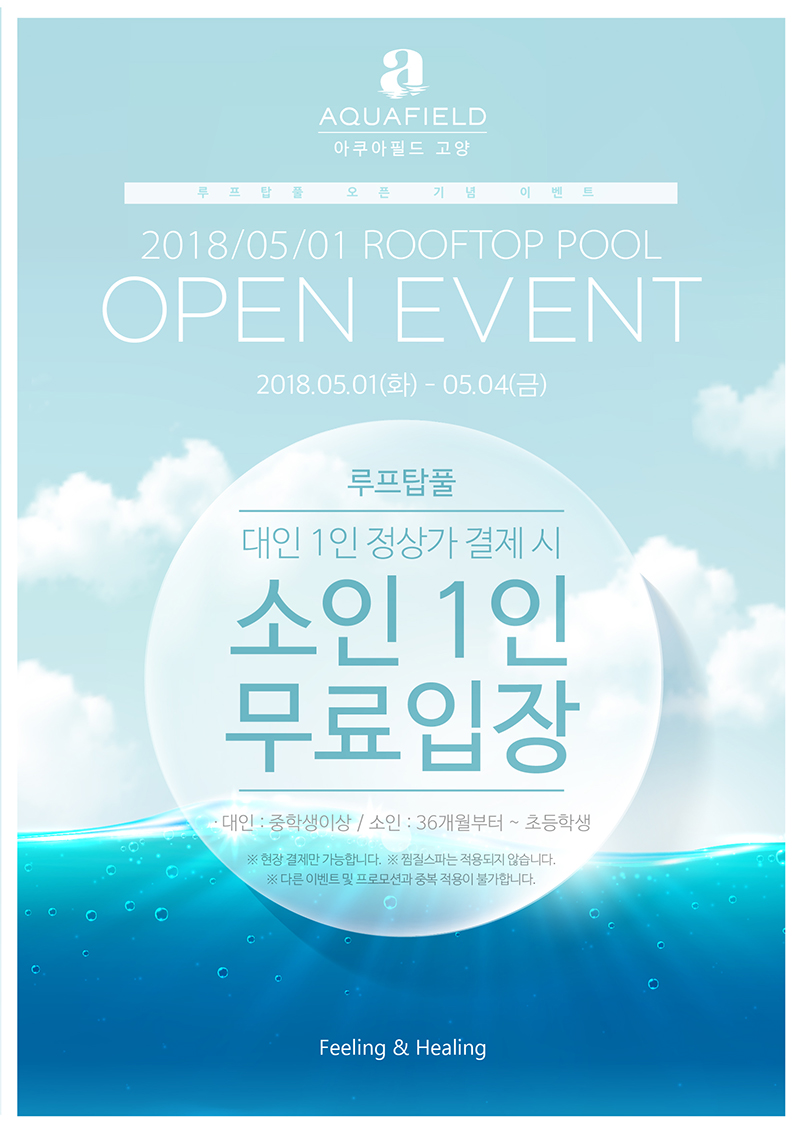 a
AQUAFIELD
아쿠아필드 고양
루프탑풀 오픈 기념 이벤트
2018/05/01 ROOFTOP POOL
OPEN EVENT
2018.05.01(화) - 05.04(금)
루프탑풀
대인 1인 정상가 결제 시
소인 1인
무료입장
· 대인 : 중학생이상 / 소인 : 36개월부터 ~ 초등학생
※ 현장 결제만 가능합니다. ※ 찜질스파는 적용되지 않습니다.
※ 다른 이벤트 및 프로모션과 중복 적용이 불가합니다.
Feeling & Healing